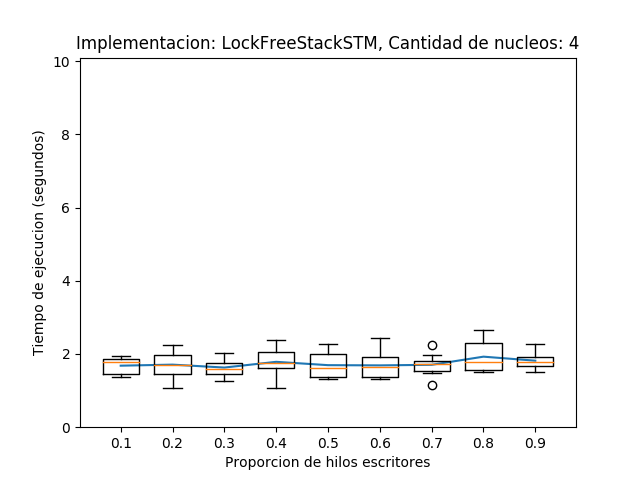 Implementacion: LockFreeStackSTM, Cantidad de nucleos: 4
Tiempo de ejecucion (segundos)
10
8
6
4
2
0
0.1 0.2 0.3 0.4 0.5 0.6 0.7 0.8 0.9
Proporcion de hilos escritores